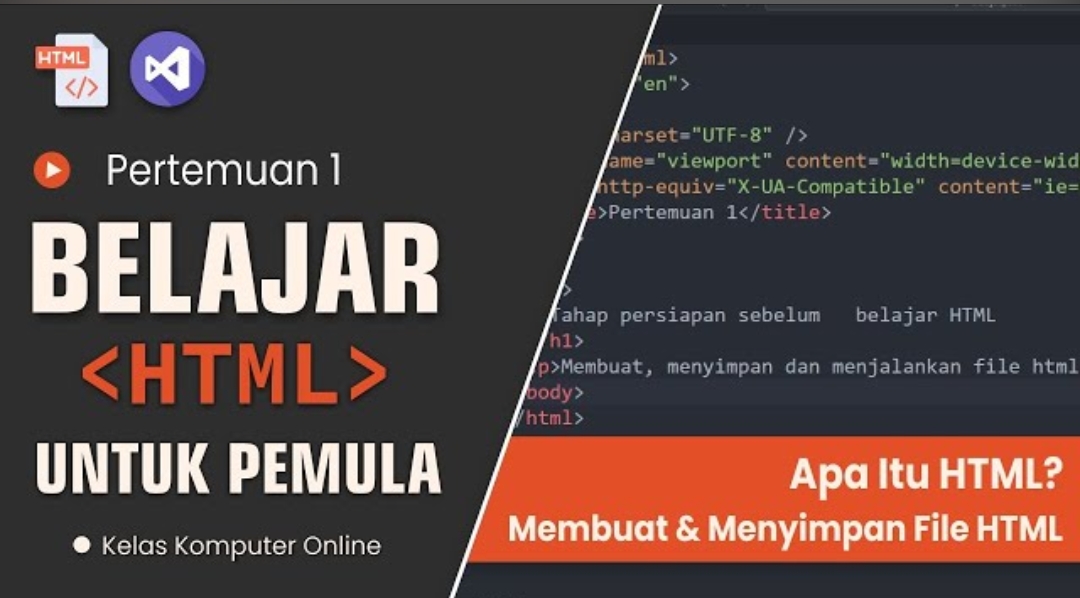 HTML
</>
Pertemuan 1
BELAJAR
<HTML>
UNTUK PEMULA
Kelas Komputer Online
ml>
"en">
harset="UTF-8" />
ame="viewport" content="width=device-wid
http-equiv="X-UA-Compatible" content="ie=
e>Pertemuan 1</title>
>
>
Tahap persiapan sebelum   belajar HTML
/h1>
p>Membuat, menyimpan dan menjalankan file html
body>
/html>
Apa Itu HTML?
Membuat & Menyimpan File HTML